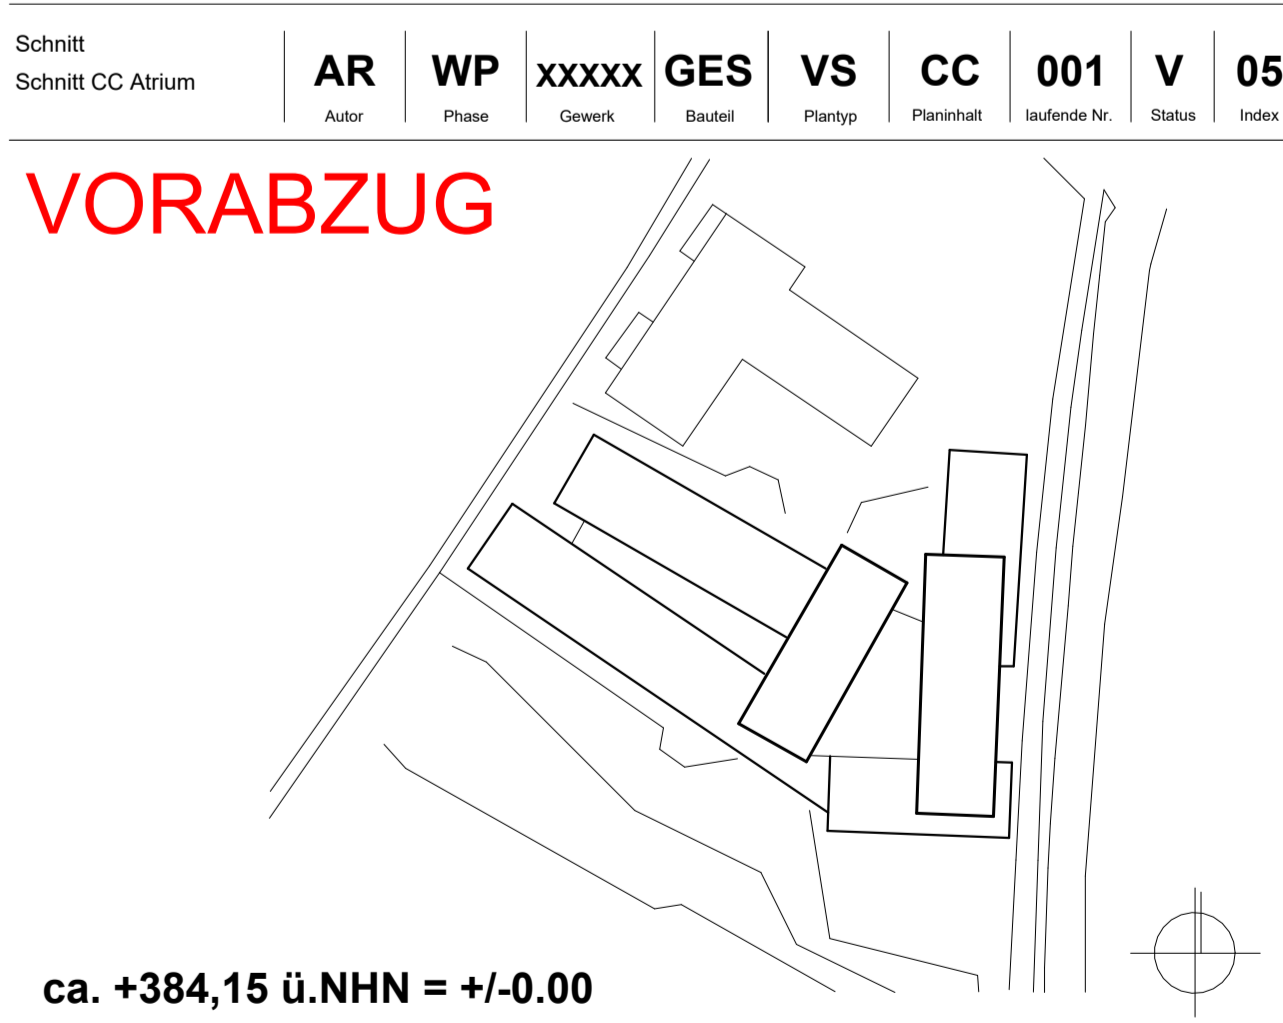 Schnitt
Schnitt CC Atrium
AR WP xxxxx GES VS CC 001 V 05
Autor Phase Gewerk Bauteil Plantyp Planinhalt laufende Nr. Status Index
VORABZUG
ca. +384,15 ü.NHN = +/-0.00